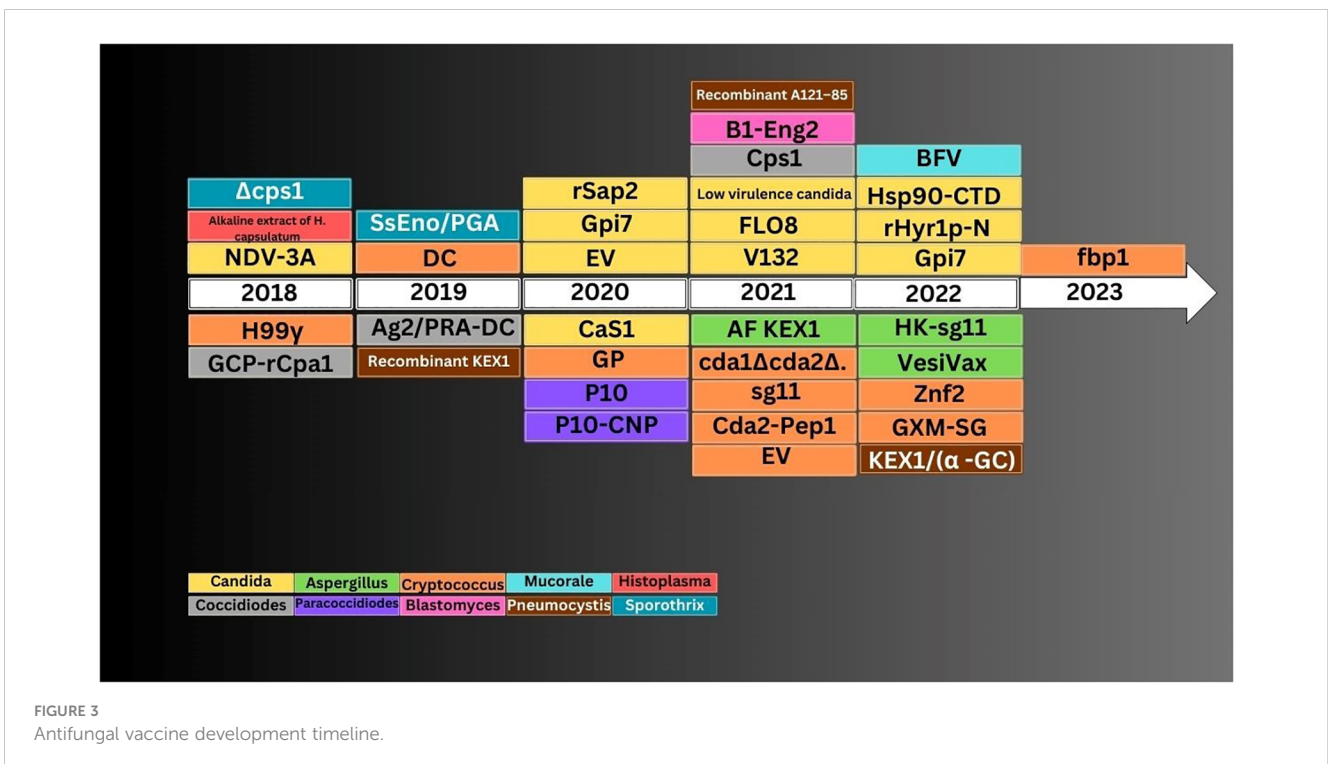 Recombinant A121–85
B1-Eng2
Cps1
BFV
Δcps1
rSap2
Low virulence candida
Hsp90-CTD
Alkaline extract of H.
capsulatum
SsEno/PGA
Gpi7
FLO8
rHyr1p-N
NDV-3A
DC
EV
V132
Gpi7
fbp1
2018
2019
2020
2021
2022
2023
H99γ
Ag2/PRA-DC
CaS1
AF KEX1
HK-sg11
GCP-rCpa1
Recombinant KEX1
GP
cda1Δcda2Δ.
VesiVax
P10
sg11
Znf2
P10-CNP
Cda2-Pep1
GXM-SG
EV
KEX1/(α -GC)
Candida
Aspergillus
Cryptococcus
Mucorale
Histoplasma
Coccidiodes
Paracoccidiodes
Blastomyces
Pneumocystis
Sporothrix
FIGURE 3
Antifungal vaccine development timeline.